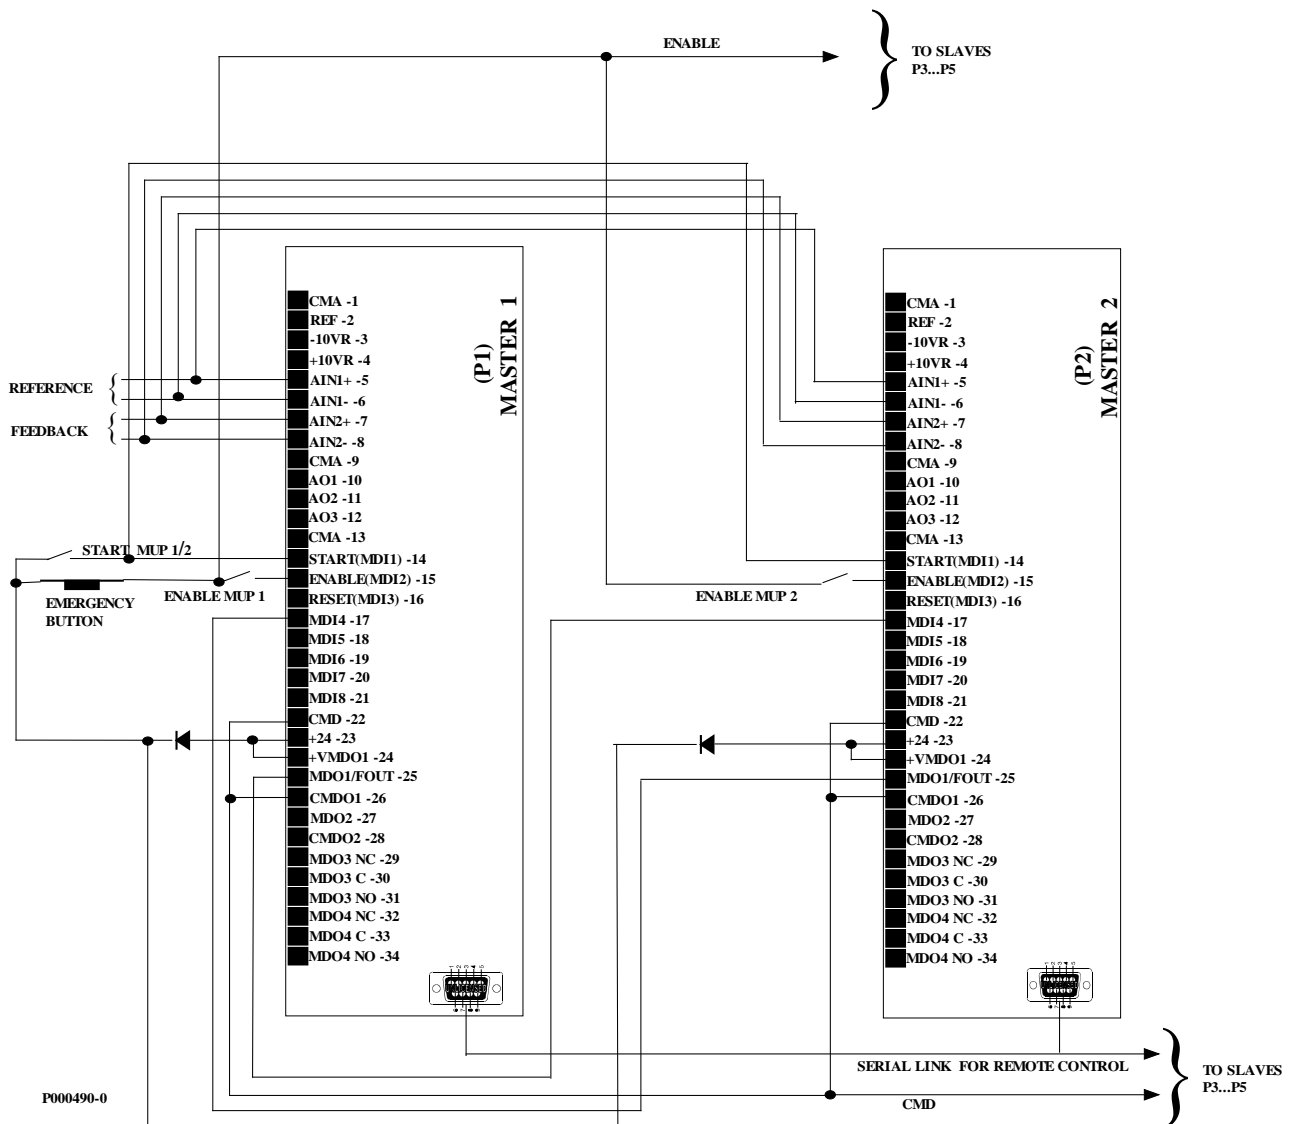 ENABLE
TO SLAVES
P3...P5
CMA -1
REF -2
-10VR -3
+10VR -4
AIN1+ -5
AIN1- -6
AIN2+ -7
AIN2- -8
CMA -9
AO1 -10
AO2 -11
AO3 -12
CMA -13
START(MDI1) -14
ENABLE(MDI2) -15
RESET(MDI3) -16
MDI4 -17
MDI5 -18
MDI6 -19
MDI7 -20
MDI8 -21
CMD -22
+24 -23
+VMDO1 -24
MDO1/FOUT -25
CMDO1 -26
MDO2 -27
CMDO2 -28
MDO3 NC -29
MDO3 C -30
MDO3 NO -31
MDO4 NC -32
MDO4 C -33
MDO4 NO -34
(P1)
MASTER 1
REFERENCE
FEEDBACK
START MUP 1/2
ENABLE MUP 1
EMERGENCY
BUTTON
CMA -1
REF -2
-10VR -3
+10VR -4
AIN1+ -5
AIN1- -6
AIN2+ -7
AIN2- -8
CMA -9
AO1 -10
AO2 -11
AO3 -12
CMA -13
START(MDI1) -14
ENABLE(MDI2) -15
RESET(MDI3) -16
MDI4 -17
MDI5 -18
MDI6 -19
MDI7 -20
MDI8 -21
CMD -22
+24 -23
+VMDO1 -24
MDO1/FOUT -25
CMDO1 -26
MDO2 -27
CMDO2 -28
MDO3 NC -29
MDO3 C -30
MDO3 NO -31
MDO4 NC -32
MDO4 C -33
MDO4 NO -34
(P2)
MASTER 2
ENABLE MUP 2
SERIAL LINK FOR REMOTE CONTROL
CMD
TO SLAVES
P3...P5
P000490-0